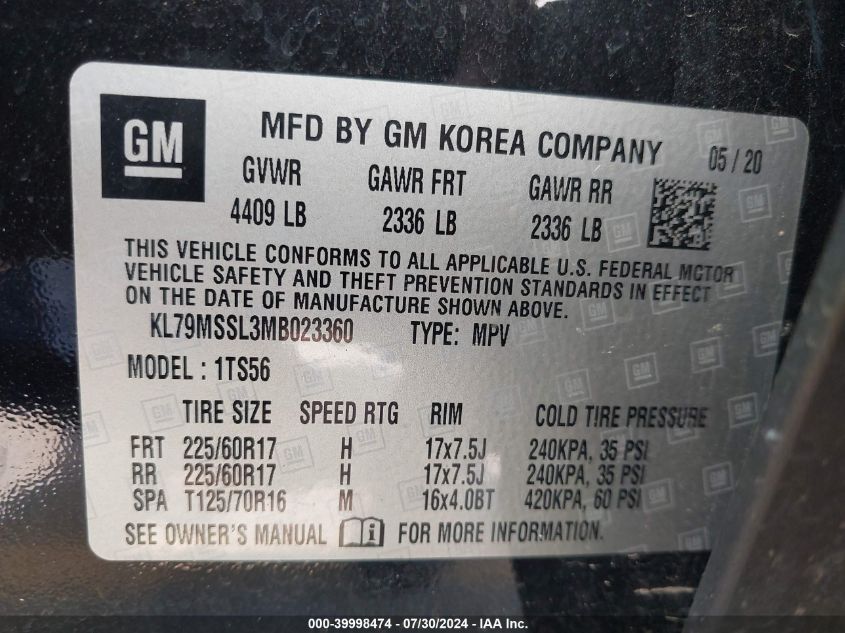 GM
MFD BY GM KOREA COMPANY 05 / 20
GVWR GAWR FRT GAWR RR
4409 LB 2336 LB 2336 LB
THIS VEHICLE CONFORMS TO ALL APPLICABLE U.S. FEDERAL MOTOR
VEHICLE SAFETY AND THEFT PREVENTION STANDARDS IN EFFECT
ON THE DATE OF MANUFACTURE SHOWN ABOVE.
KL79MSSL3MB023360 TYPE: MPV
MODEL : 1TS56
TIRE SIZE SPEED RTG RIM COLD TIRE PRESSURE
FRT 225/60R17 H 17x7.5J 240KPA, 35 PSI
RR 225/60R17 H 17x7.5J 240KPA, 35 PSI
SPA T125/70R16 M 16x4.0BT 420KPA, 60 PSI
SEE OWNER'S MANUAL FOR MORE INFORMATION.
000-39998474 - 07/30/2024 - IAA Inc.